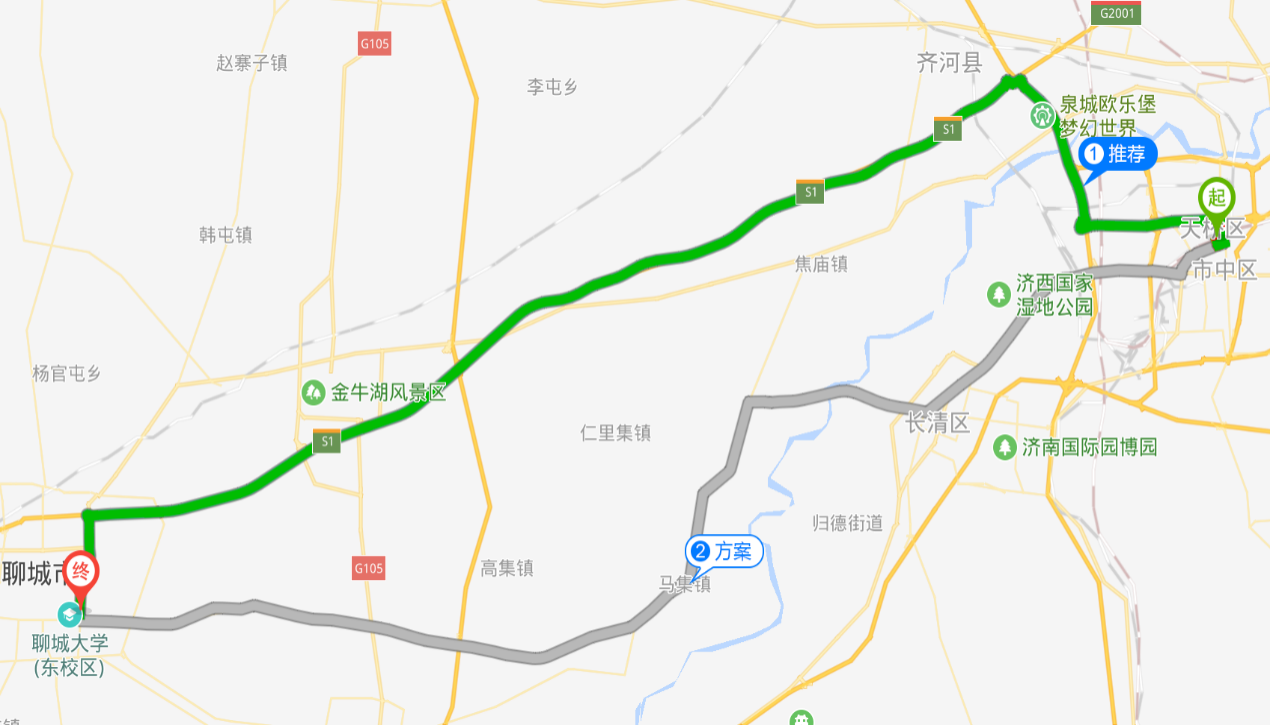 G2001
G105
赵寨子镇
齐河县
李屯乡
泉城欧乐堡
梦幻世界
S1
1 推荐
S1
起
天桥区
韩屯镇
焦庙镇
市中区
济西国家
湿地公园
杨官屯乡
金牛湖风景区
长清区
仁里集镇
S1
济南国际园博园
归德街道
2 方案
高集镇
G105
马集镇
聊城市
终
聊城大学
(东校区)
镇